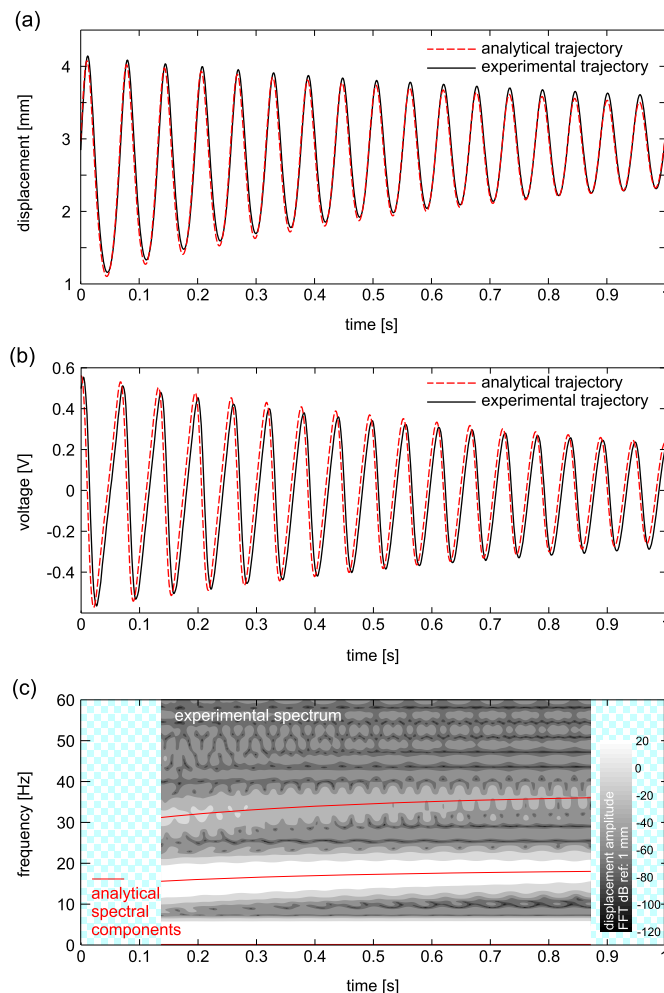 (a)
analytical trajectory
experimental trajectory
displacement [mm]
4
3
2
1
0 0.1 0.2 0.3 0.4 0.5 0.6 0.7 0.8 0.9 1
time [s]
(b)
analytical trajectory
experimental trajectory
voltage [V]
0.6
0.4
0.2
0
-0.2
-0.4
0 0.1 0.2 0.3 0.4 0.5 0.6 0.7 0.8 0.9 1
time [s]
(c)
experimental spectrum
frequency [Hz]
60
50
40
30
20
10
0
analytical
spectral
components
displacement amplitude
FFT dB ref: 1 mm
20
0
-20
-40
-60
-80
-100
-120
0 0.1 0.2 0.3 0.4 0.5 0.6 0.7 0.8 0.9 1
time [s]